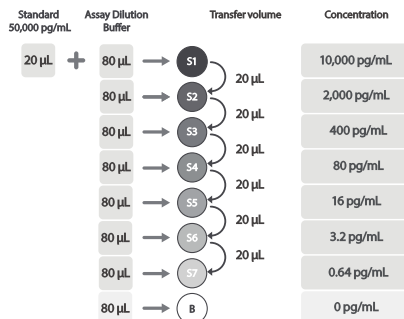 Standard
50,000 pg/mL
Assay Dilution
Buffer
Transfer volume
Concentration
20 µL + 80 µL S1 10,000 pg/mL
20 µL
80 µL S2 2,000 pg/mL
20 µL
80 µL S3 400 pg/mL
20 µL
80 µL S4 80 pg/mL
20 µL
80 µL S5 16 pg/mL
20 µL
80 µL S6 3.2 pg/mL
20 µL
80 µL S7 0.64 pg/mL
80 µL B 0 pg/mL